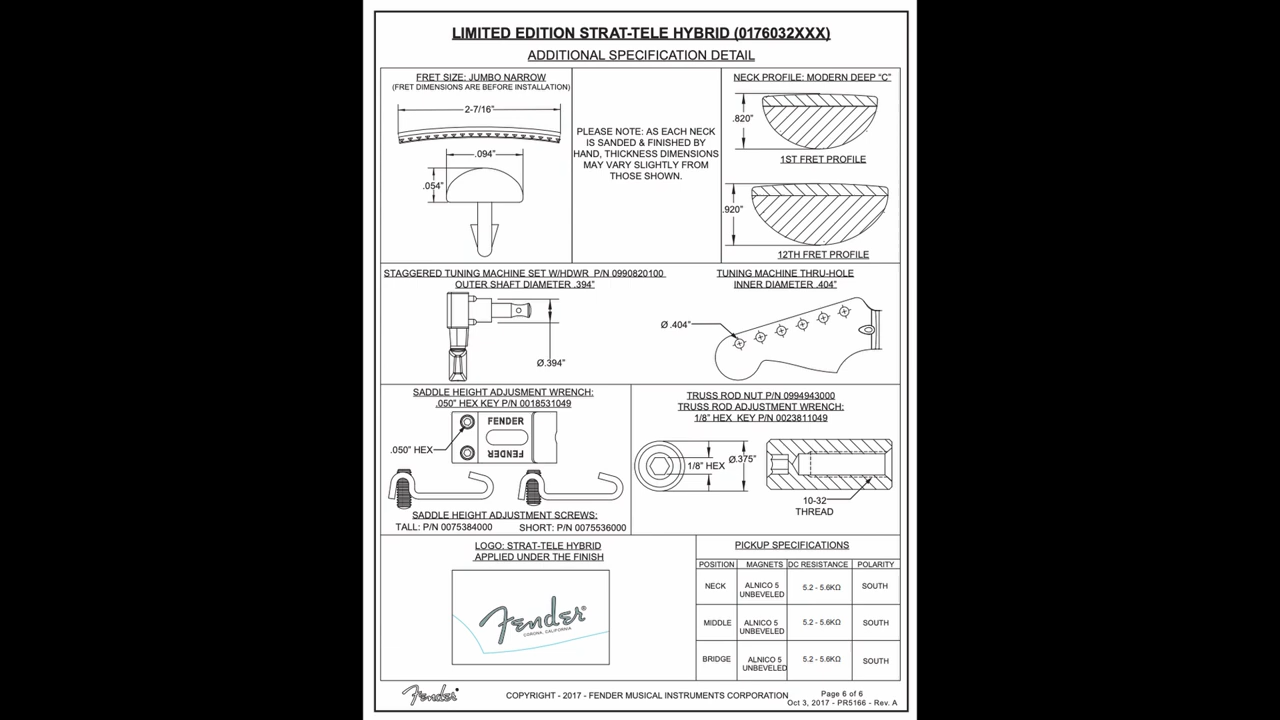 LIMITED EDITION STRAT-TELE HYBRID (0176032XXX)
ADDITIONAL SPECIFICATION DETAIL
FRET SIZE: JUMBO NARROW
(FRET DIMENSIONS ARE BEFORE INSTALLATION)
2-7/16"
.094"
.054"
PLEASE NOTE: AS EACH NECK
IS SANDED & FINISHED BY
HAND, THICKNESS DIMENSIONS
MAY VARY SLIGHTLY FROM
THOSE SHOWN.
NECK PROFILE: MODERN DEEP "C"
.820"
1ST FRET PROFILE
.920"
12TH FRET PROFILE
STAGGERED TUNING MACHINE SET W/HDWR P/N 0990820100
OUTER SHAFT DIAMETER .394"
Ø.394"
TUNING MACHINE THRU-HOLE
INNER DIAMETER .404"
Ø .404"
SADDLE HEIGHT ADJUSMENT WRENCH:
.050" HEX KEY P/N 0018531049
FENDER
FENDER
.050" HEX
SADDLE HEIGHT ADJUSTMENT SCREWS:
TALL: P/N 0075384000
SHORT: P/N 0075536000
TRUSS ROD NUT P/N 0994943000
TRUSS ROD ADJUSTMENT WRENCH:
1/8" HEX KEY P/N 0023811049
1/8" HEX
Ø.375"
10-32
THREAD
LOGO: STRAT-TELE HYBRID
APPLIED UNDER THE FINISH
Fender
CORONA, CALIFORNIA
PICKUP SPECIFICATIONS
POSITION MAGNETS DC RESISTANCE POLARITY
NECK ALNICO 5 UNBEVELED 5.2 - 5.6KΩ SOUTH
MIDDLE ALNICO 5 UNBEVELED 5.2 - 5.6KΩ SOUTH
BRIDGE ALNICO 5 UNBEVELED 5.2 - 5.6KΩ SOUTH
Fender
COPYRIGHT - 2017 - FENDER MUSICAL INSTRUMENTS CORPORATION
Page 6 of 6
Oct 3, 2017 - PR5166 - Rev. A